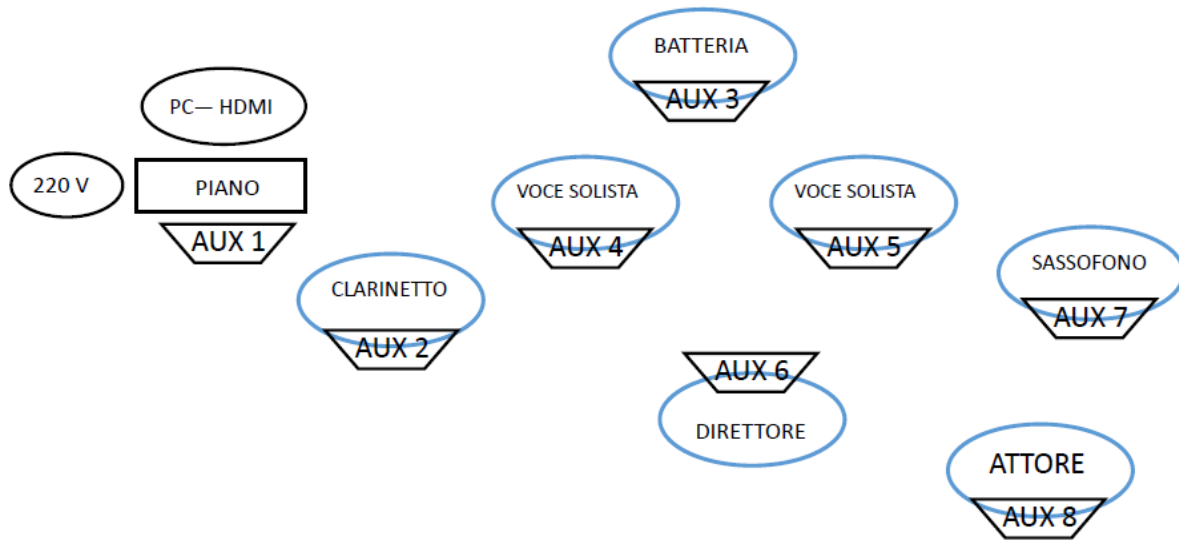 BATTERIA
AUX 3
PC— HDMI
220 V
PIANO
AUX 1
VOCE SOLISTA
AUX 4
VOCE SOLISTA
AUX 5
CLARINETTO
AUX 2
SASSOFONO
AUX 7
AUX 6
DIRETTORE
ATTORE
AUX 8